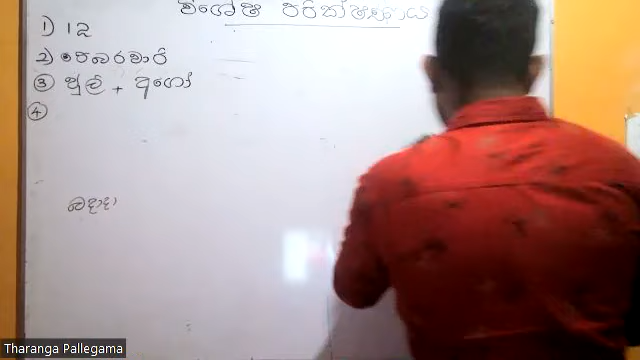 විශේෂ පරීක්ෂණය
1) 12
2) පෙබරවාරි
③ ජුලි + අගෝ
④
බදාදා
Tharanga Pallegama